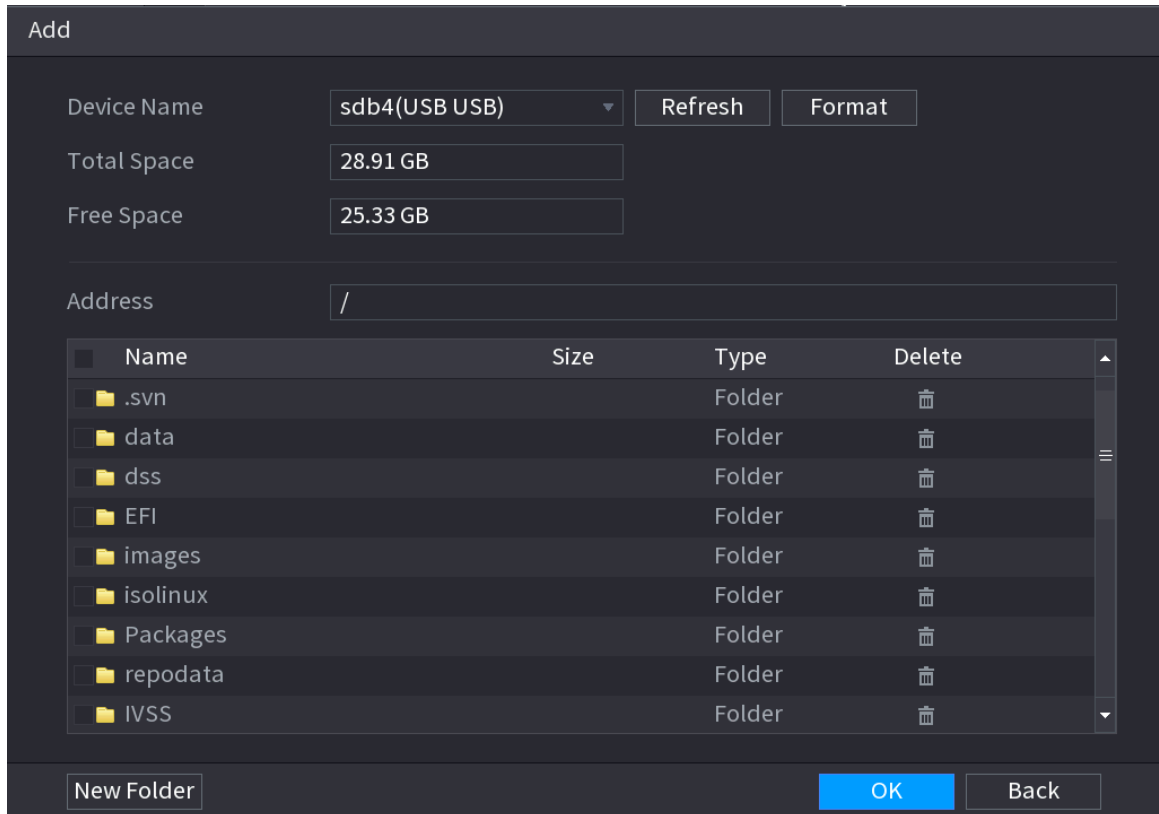 Add
Device Name sdb4(USB USB) Refresh Format
Total Space 28.91 GB
Free Space 25.33 GB
Address /
Name Size Type Delete
.svn Folder
data Folder
dss Folder
EFI Folder
images Folder
isolinux Folder
Packages Folder
repodata Folder
IVSS Folder
New Folder OK Back